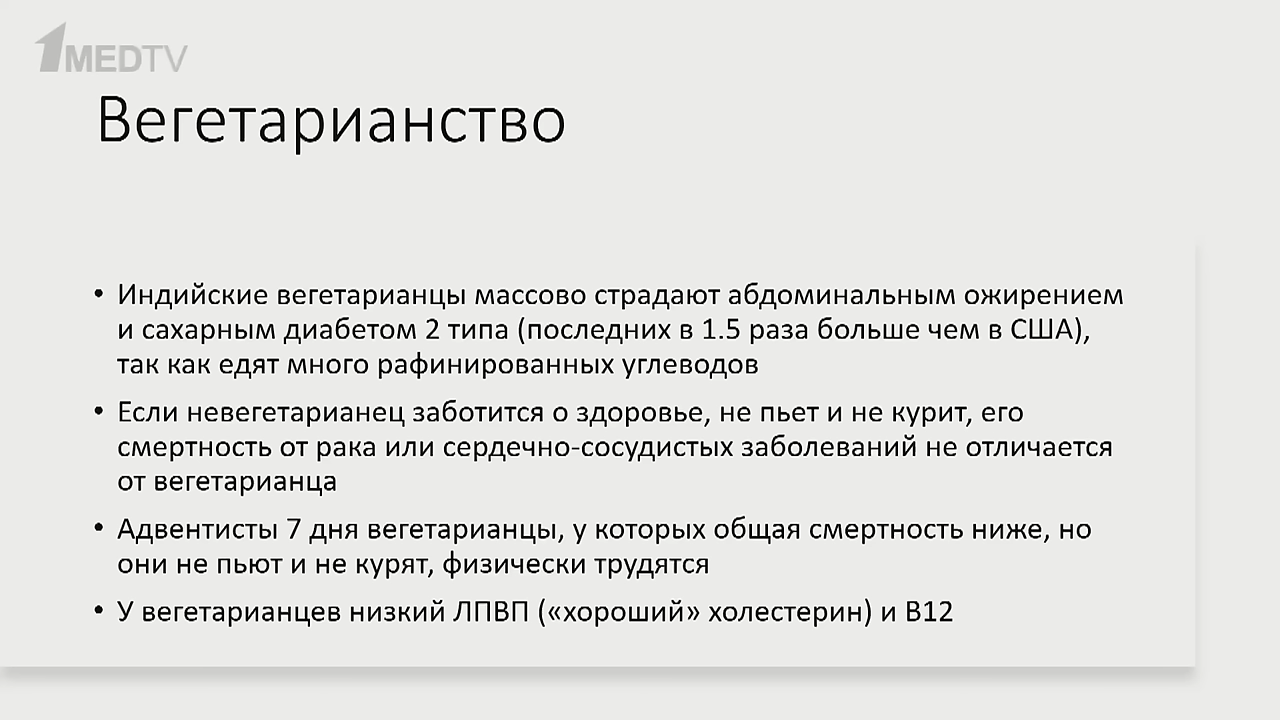 1MEDTV
Вегетарианство
• Индийские вегетарианцы массово страдают абдоминальным ожирением
и сахарным диабетом 2 типа (последних в 1.5 раза больше чем в США),
так как едят много рафинированных углеводов
• Если невегетарианец заботится о здоровье, не пьет и не курит, его
смертность от рака или сердечно-сосудистых заболеваний не отличается
от вегетарианца
• Адвентисты 7 дня вегетарианцы, у которых общая смертность ниже, но
они не пьют и не курят, физически трудятся
• У вегетарианцев низкий ЛПВП («хороший» холестерин) и В12